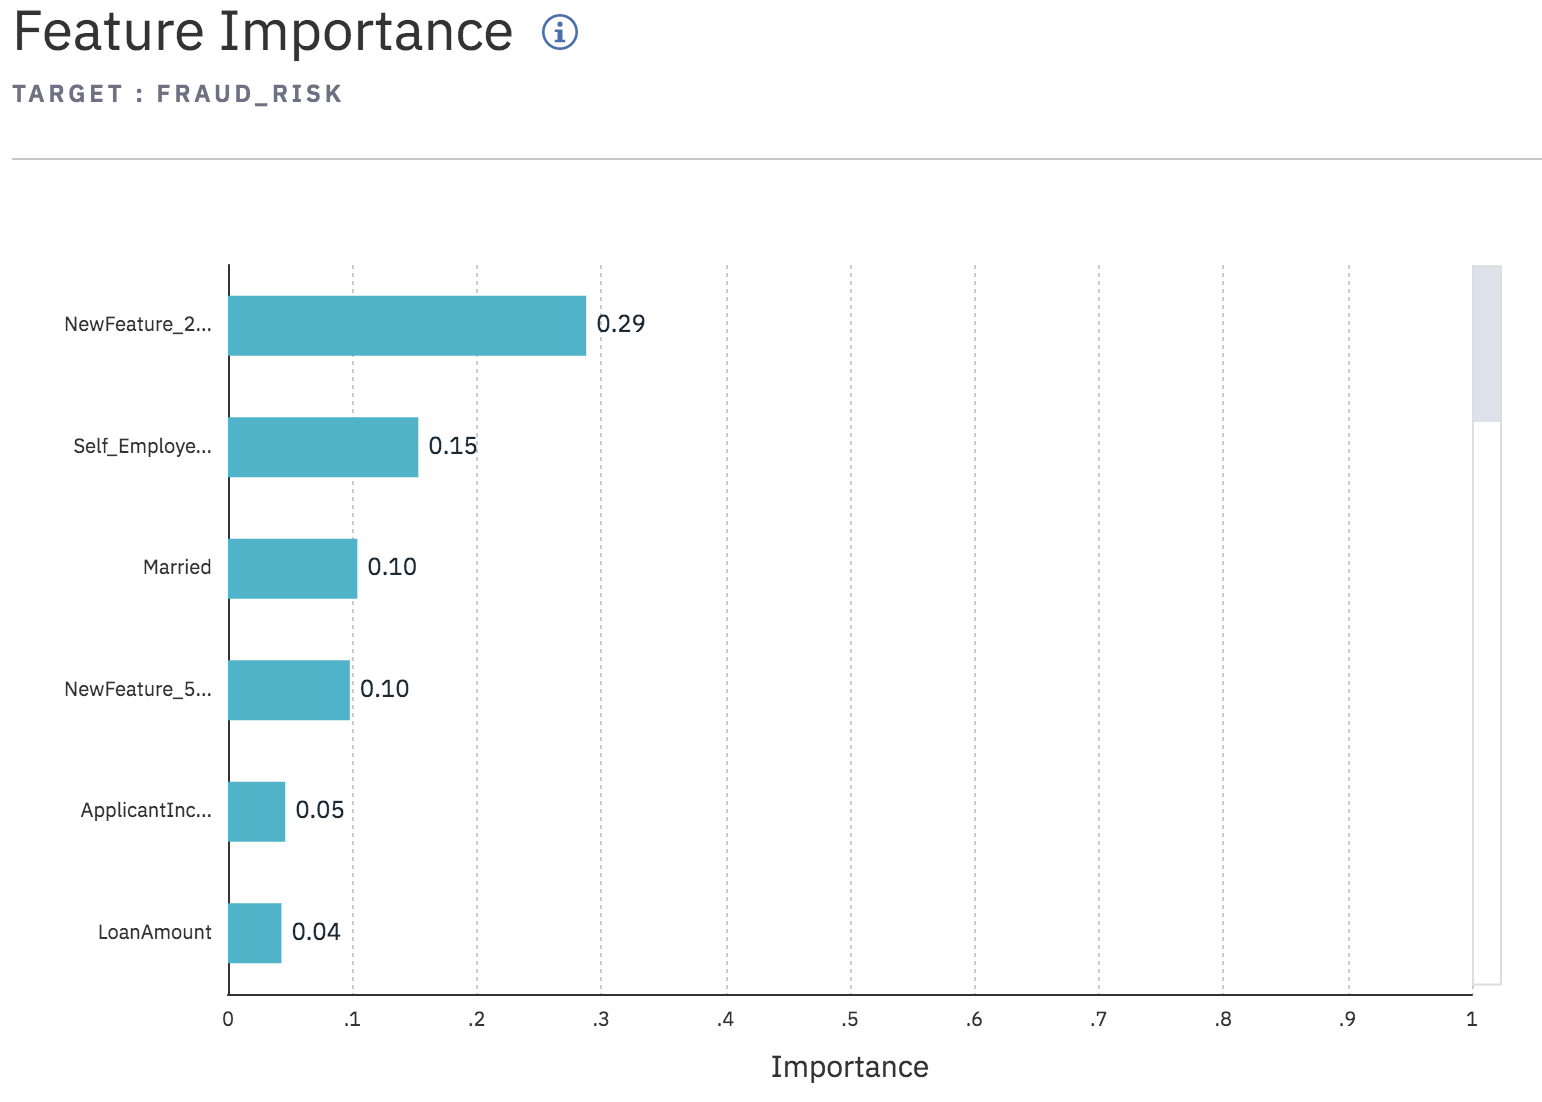 Feature Importance
TARGET : FRAUD_RISK
NewFeature_2... 0.29
Self_Employe... 0.15
Married 0.10
NewFeature_5... 0.10
ApplicantInc... 0.05
LoanAmount 0.04
0 .1 .2 .3 .4 .5 .6 .7 .8 .9 1
Importance